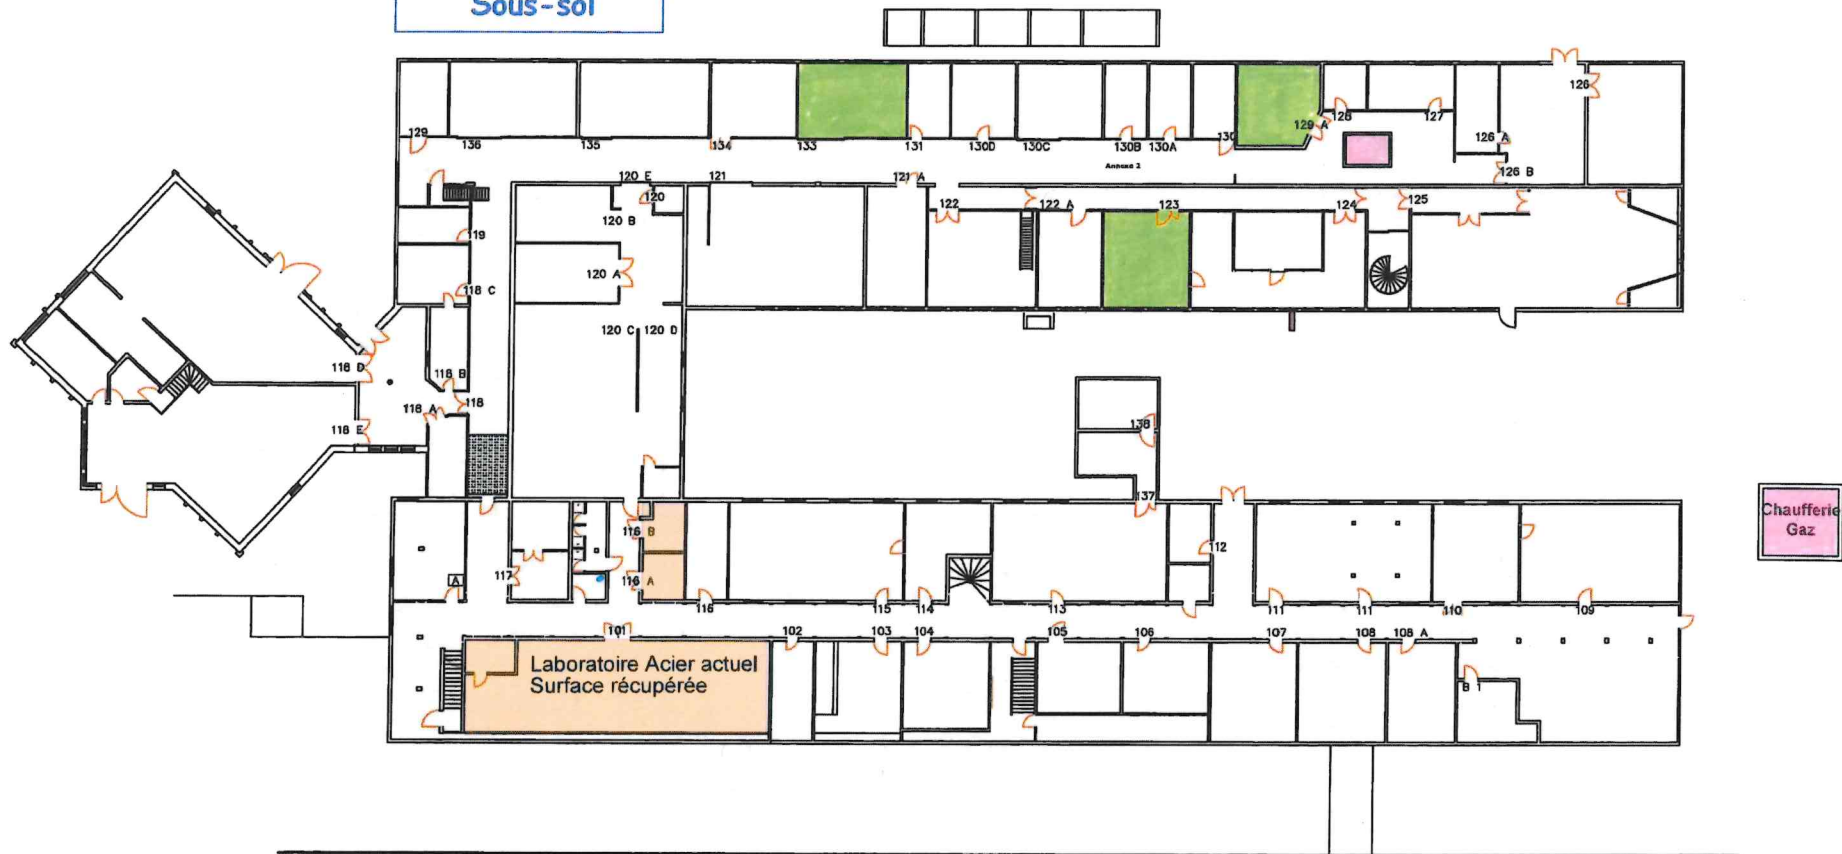 Sous-sol
129
136
135
134
133
131
130D
130C
130B
130A
130
129 A
128
127
126 A
126
126 B
Annexe 2
120 E
121
121 A
120
120 B
122
122 A
123
124
125
119
120 A
118 C
120 C
120 D
118 D
118 B
118 A
118
118 E
138
137
Chaufferie
Gaz
116 B
112
A
117
116 A
116
115
114
113
111
111
110
109
101
102
103
104
105
106
107
108
108 A
Laboratoire Acier actuel
Surface récupérée
B 1